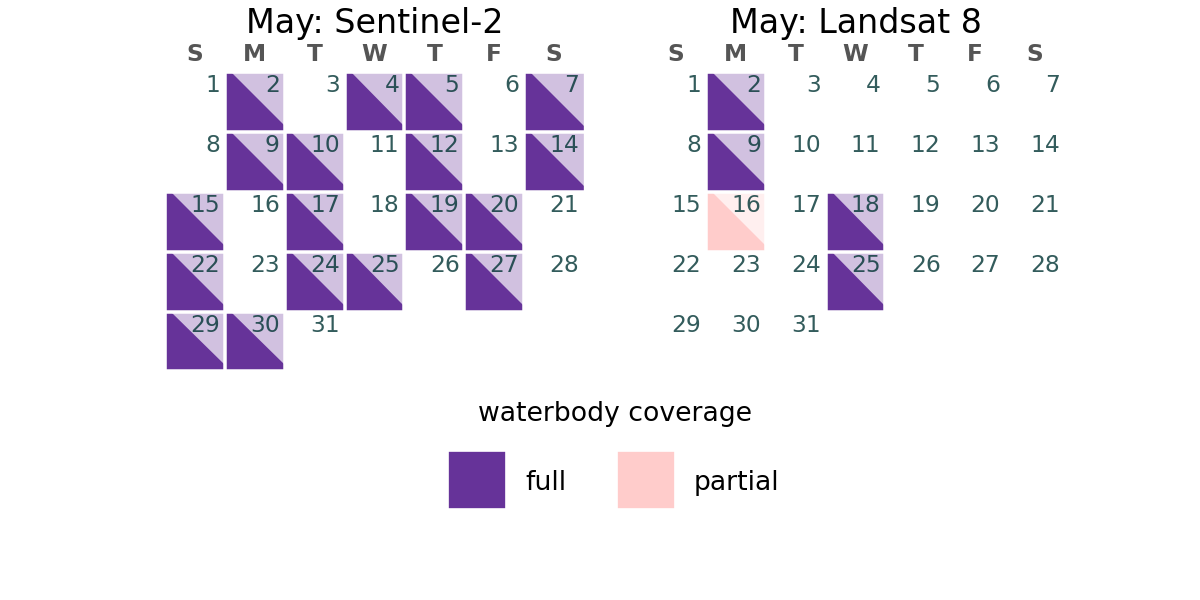 May: Sentinel-2
S M T W T F S
1 2 3 4 5 6 7
8 9 10 11 12 13 14
15 16 17 18 19 20 21
22 23 24 25 26 27 28
29 30 31
May: Landsat 8
S M T W T F S
1 2 3 4 5 6 7
8 9 10 11 12 13 14
15 16 17 18 19 20 21
22 23 24 25 26 27 28
29 30 31
waterbody coverage
full
partial